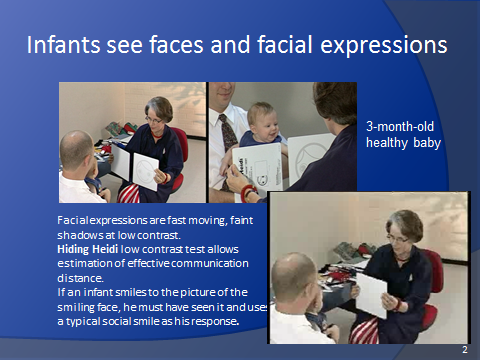 Infants see faces and facial expressions
3-month-old
healthy baby
Facial expressions are fast moving, faint
shadows at low contrast.
Hiding Heidi low contrast test allows
estimation of effective communication
distance.
If an infant smiles to the picture of the
smiling face, he must have seen it and uses
a typical social smile as his response.
2